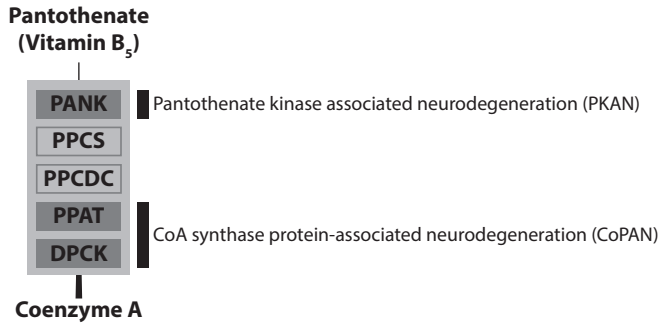 Pantothenate
(Vitamin B5)
PANK
Pantothenate kinase associated neurodegeneration (PKAN)
PPCS
PPCDC
PPAT
CoA synthase protein-associated neurodegeneration (CoPAN)
DPCK
Coenzyme A